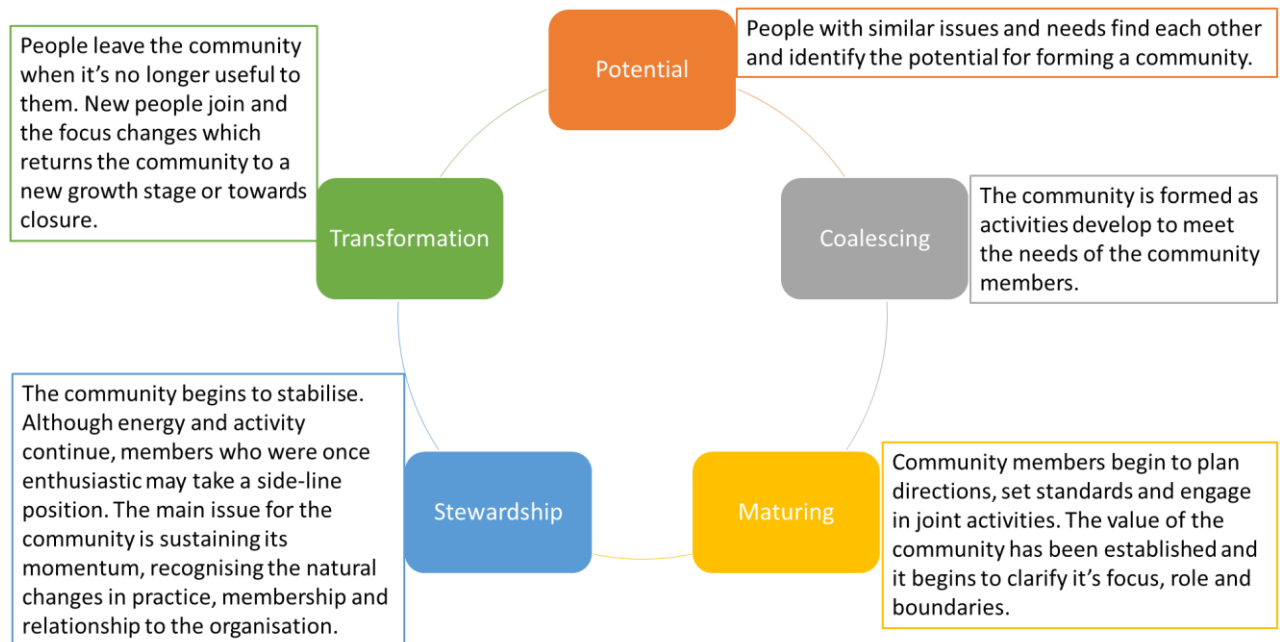 Potential
People with similar issues and needs find each other
and identify the potential for forming a community.
Coalescing
The community is formed as
activities develop to meet
the needs of the community
members.
Maturing
Community members begin to plan
directions, set standards and engage
in joint activities. The value of the
community has been established and
it begins to clarify it’s focus, role and
boundaries.
Stewardship
The community begins to stabilise.
Although energy and activity
continue, members who were once
enthusiastic may take a side-line
position. The main issue for the
community is sustaining its
momentum, recognising the natural
changes in practice, membership and
relationship to the organisation.
Transformation
People leave the community
when it’s no longer useful to
them. New people join and
the focus changes which
returns the community to a
new growth stage or towards
closure.